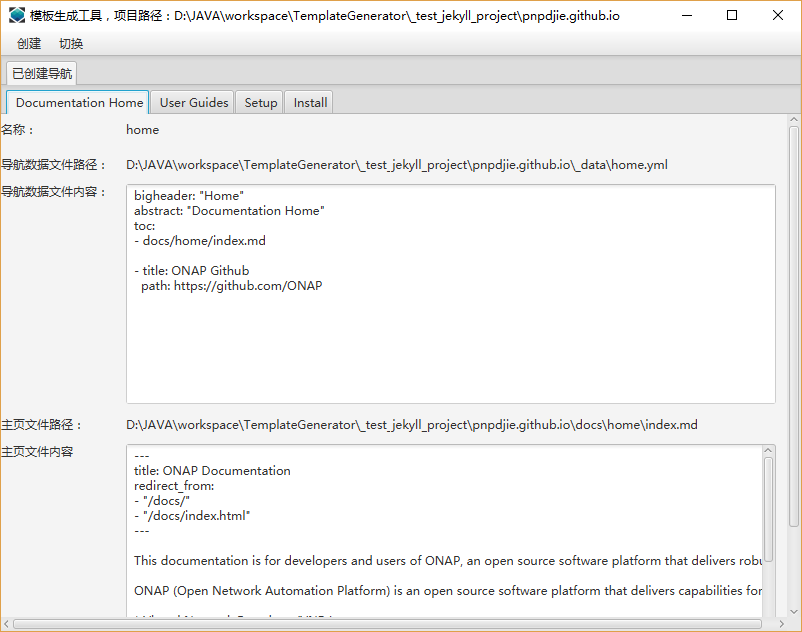 模板生成工具，项目路径：D:\JAVA\workspace\TemplateGenerator\_test_jekyll_project\pnpdjie.github.io
创建 切换
已创建导航
Documentation Home User Guides Setup Install
名称： home
导航数据文件路径： D:\JAVA\workspace\TemplateGenerator\_test_jekyll_project\pnpdjie.github.io\_data\home.yml
导航数据文件内容：
bigheader: "Home"
abstract: "Documentation Home"
toc:
- docs/home/index.md
- title: ONAP Github
path: https://github.com/ONAP
主页文件路径： D:\JAVA\workspace\TemplateGenerator\_test_jekyll_project\pnpdjie.github.io\docs\home\index.md
主页文件内容
---
title: ONAP Documentation
redirect_from:
- "/docs/"
- "/docs/index.html"
---
This documentation is for developers and users of ONAP, an open source software platform that delivers
ONAP (Open Network Automation Platform) is an open source software platform that delivers capabilities for